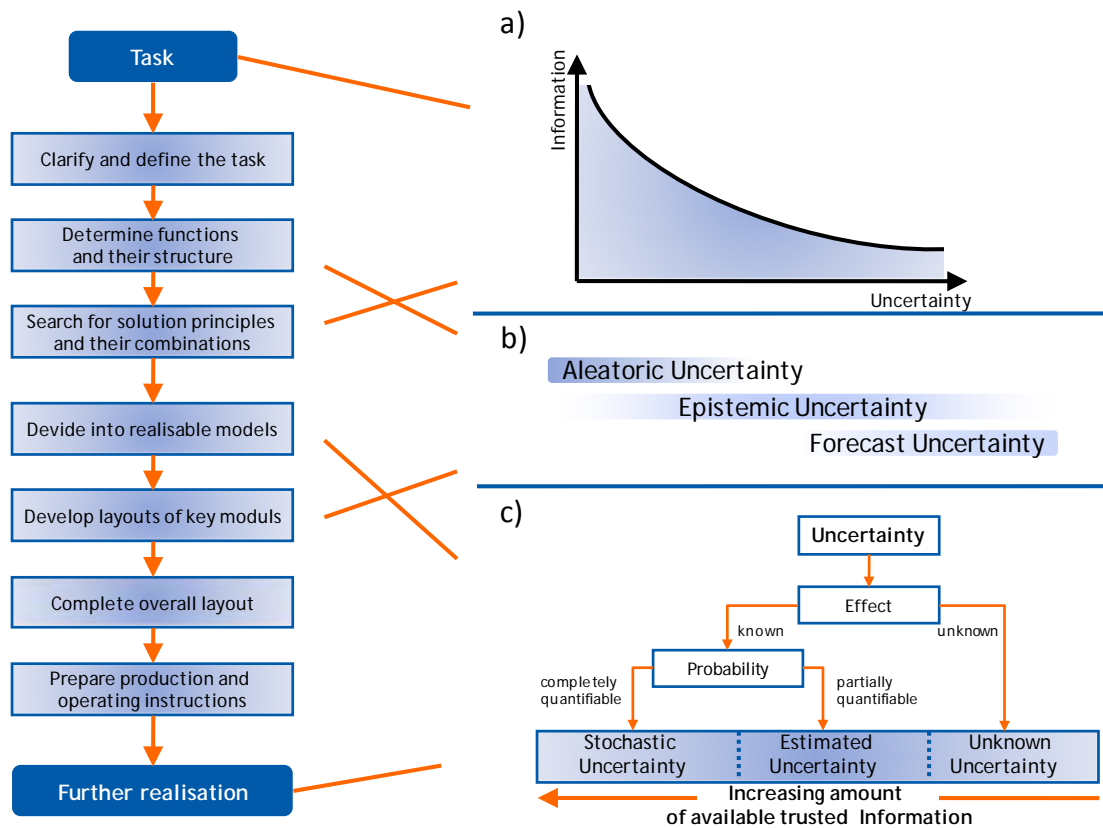 Task
Clarify and define the task
Determine functions
and their structure
Search for solution principles
and their combinations
Devide into realisable models
Develop layouts of key moduls
Complete overall layout
Prepare production and
operating instructions
Further realisation
a)
Information
Uncertainty
b)
Aleatoric Uncertainty
Epistemic Uncertainty
Forecast Uncertainty
c)
Uncertainty
Effect
known
unknown
Probability
completely
quantifiable
partially
quantifiable
Stochastic
Uncertainty
Estimated
Uncertainty
Unknown
Uncertainty
Increasing amount
of available trusted Information